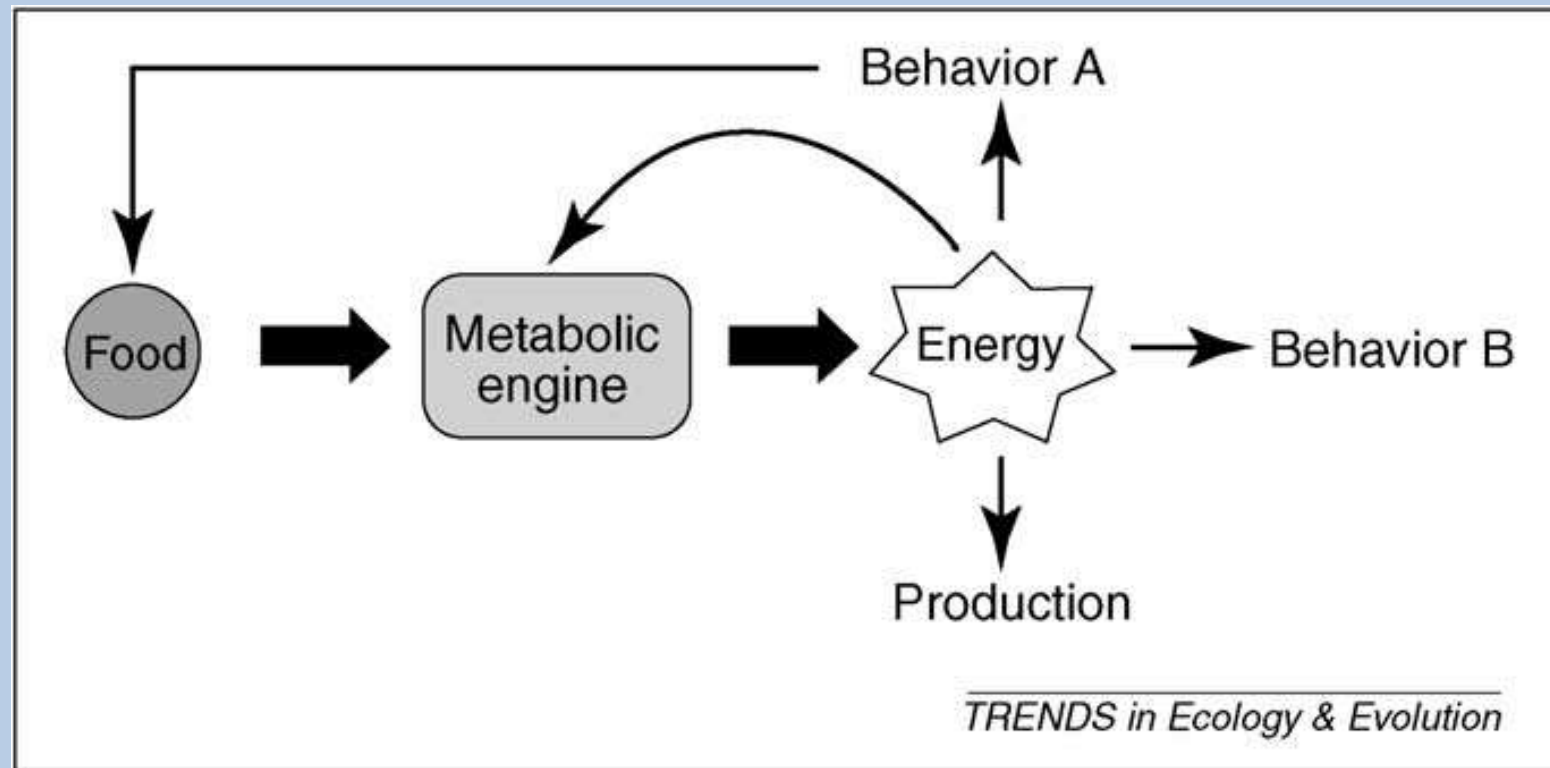 Behavior A
Food
Metabolic
engine
Energy
Behavior B
Production
TRENDS in Ecology & Evolution